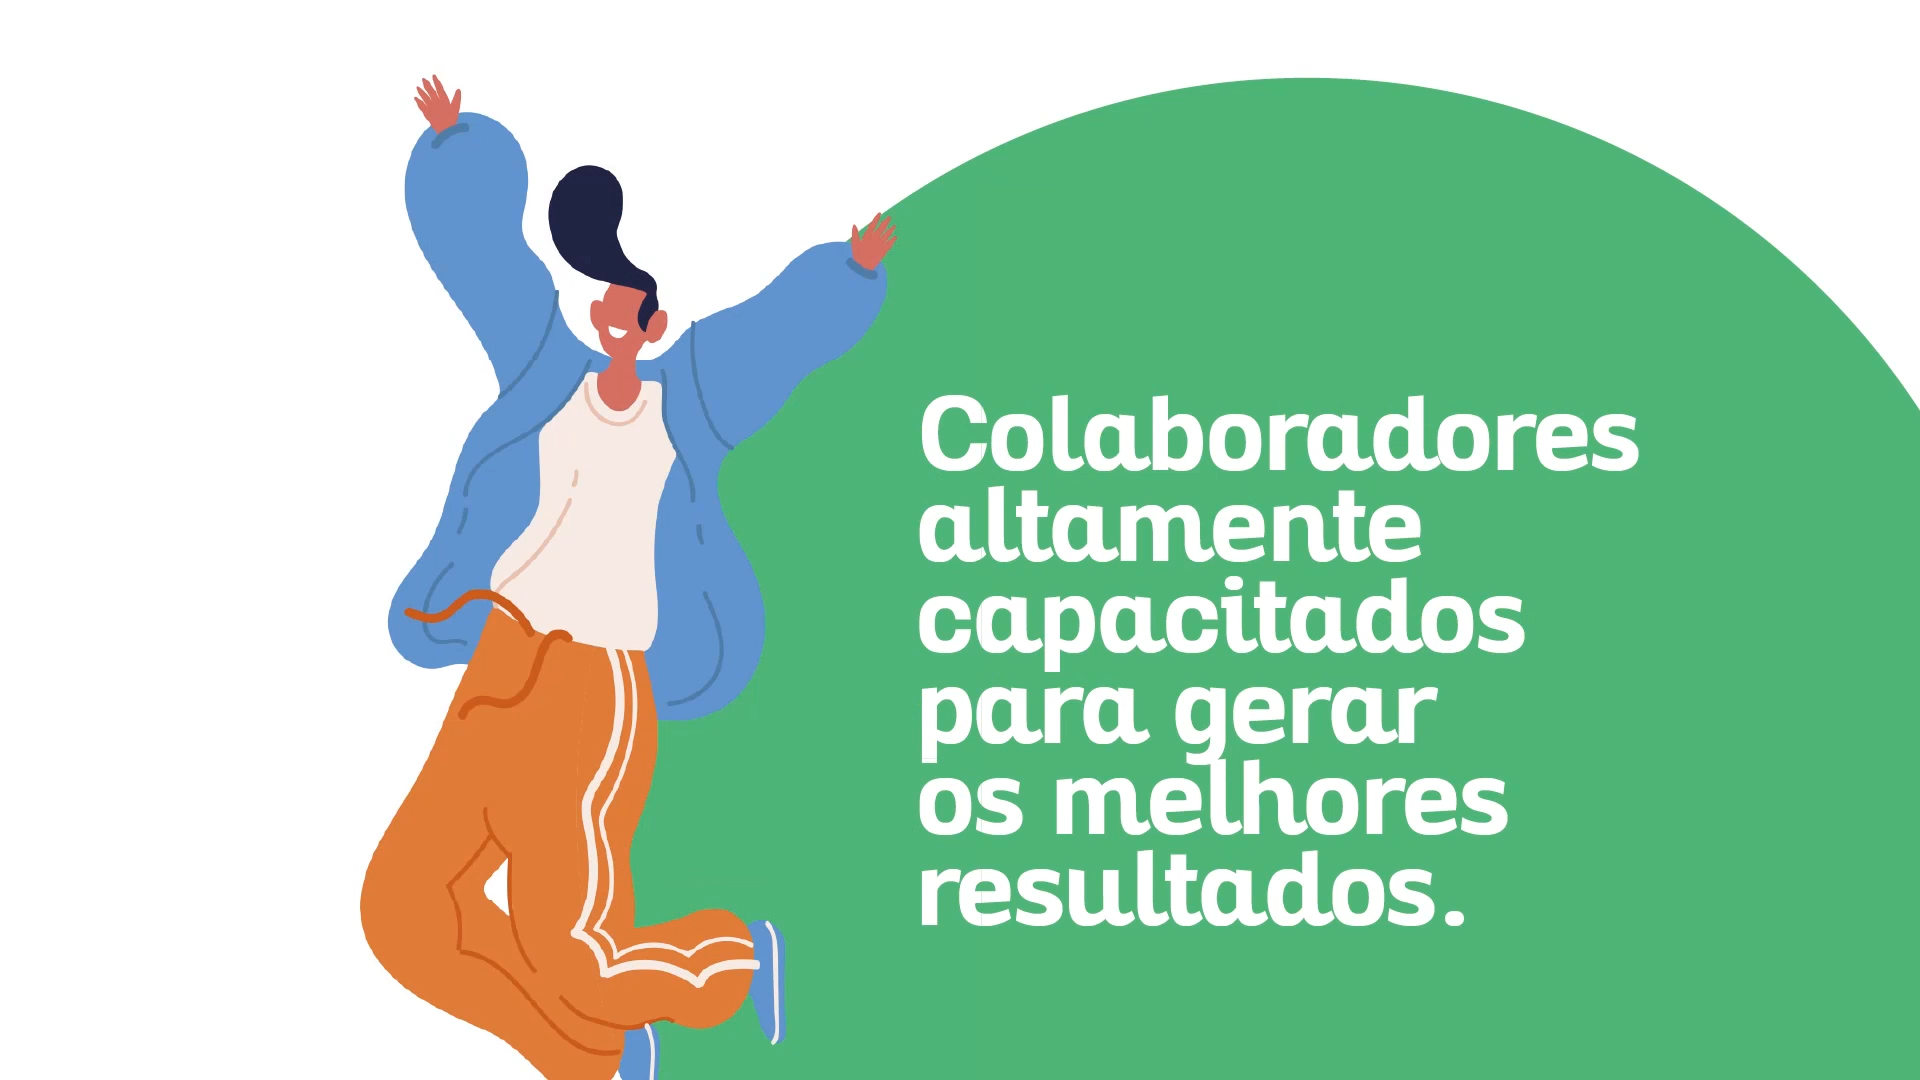 Colaboradores
altamente
capacitados
para gerar
os melhores
resultados.